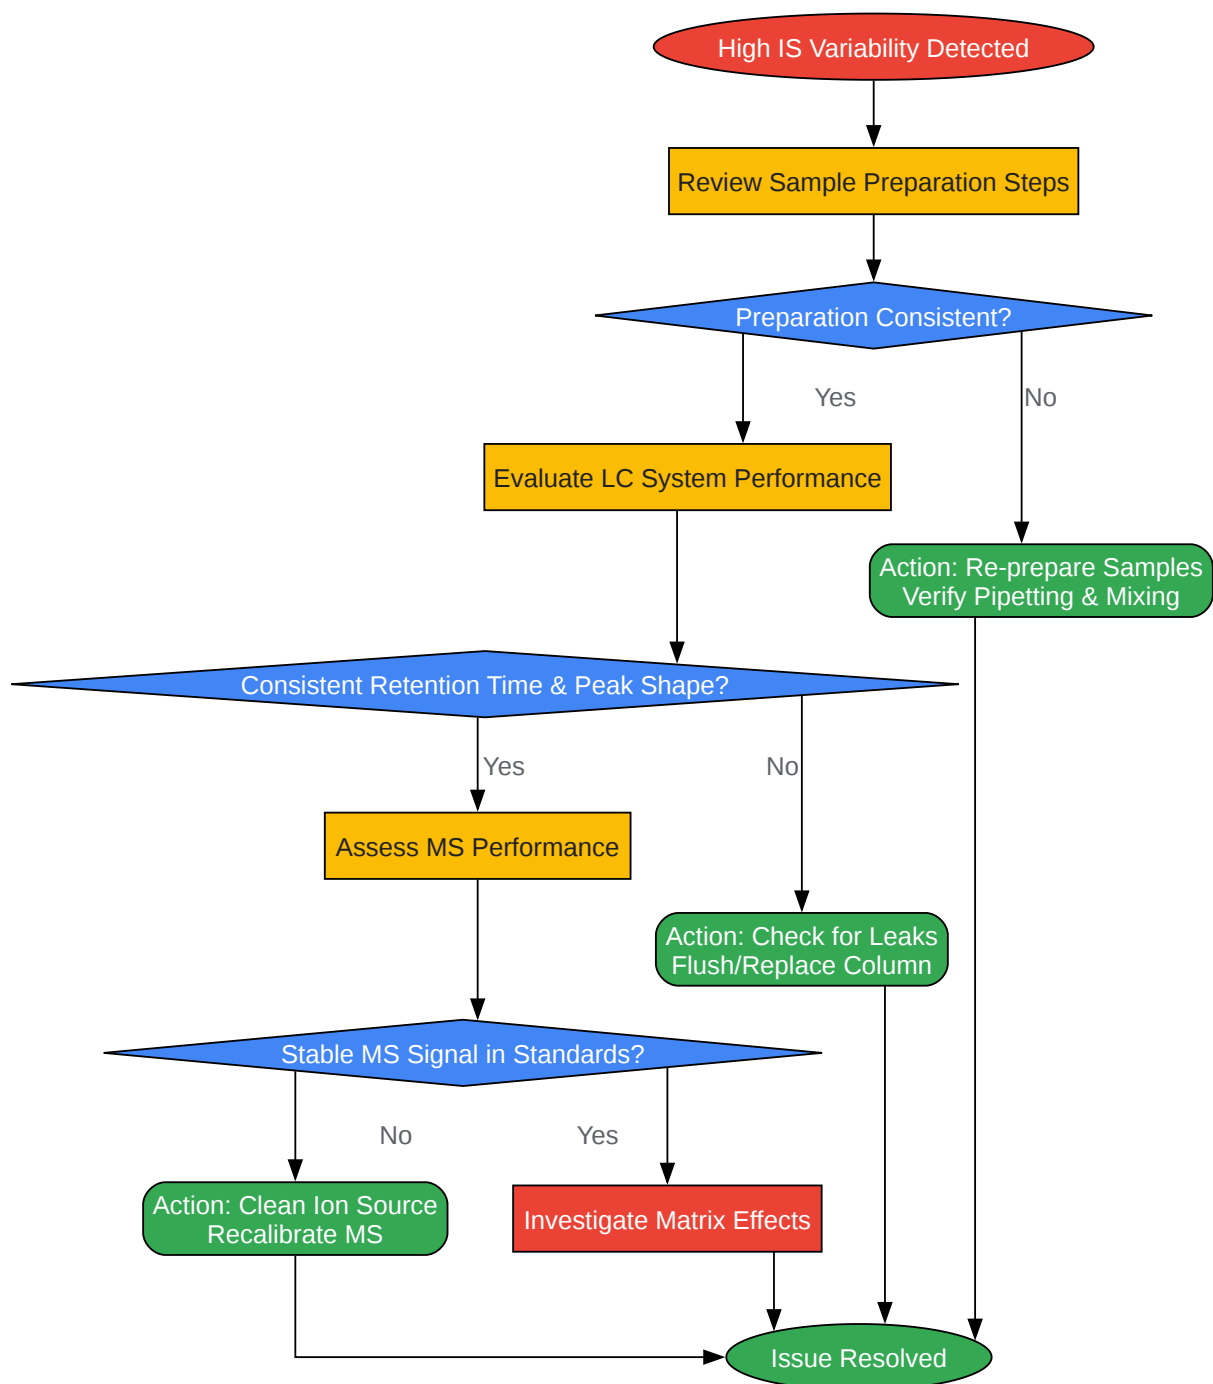 High IS Variability Detected
Review Sample Preparation Steps
Preparation Consistent?
Yes
No
Evaluate LC System Performance
Action: Re-prepare Samples
Verify Pipetting & Mixing
Consistent Retention Time & Peak Shape?
Yes
No
Assess MS Performance
Action: Check for Leaks
Flush/Replace Column
Stable MS Signal in Standards?
No
Yes
Action: Clean Ion Source
Recalibrate MS
Investigate Matrix Effects
Issue Resolved